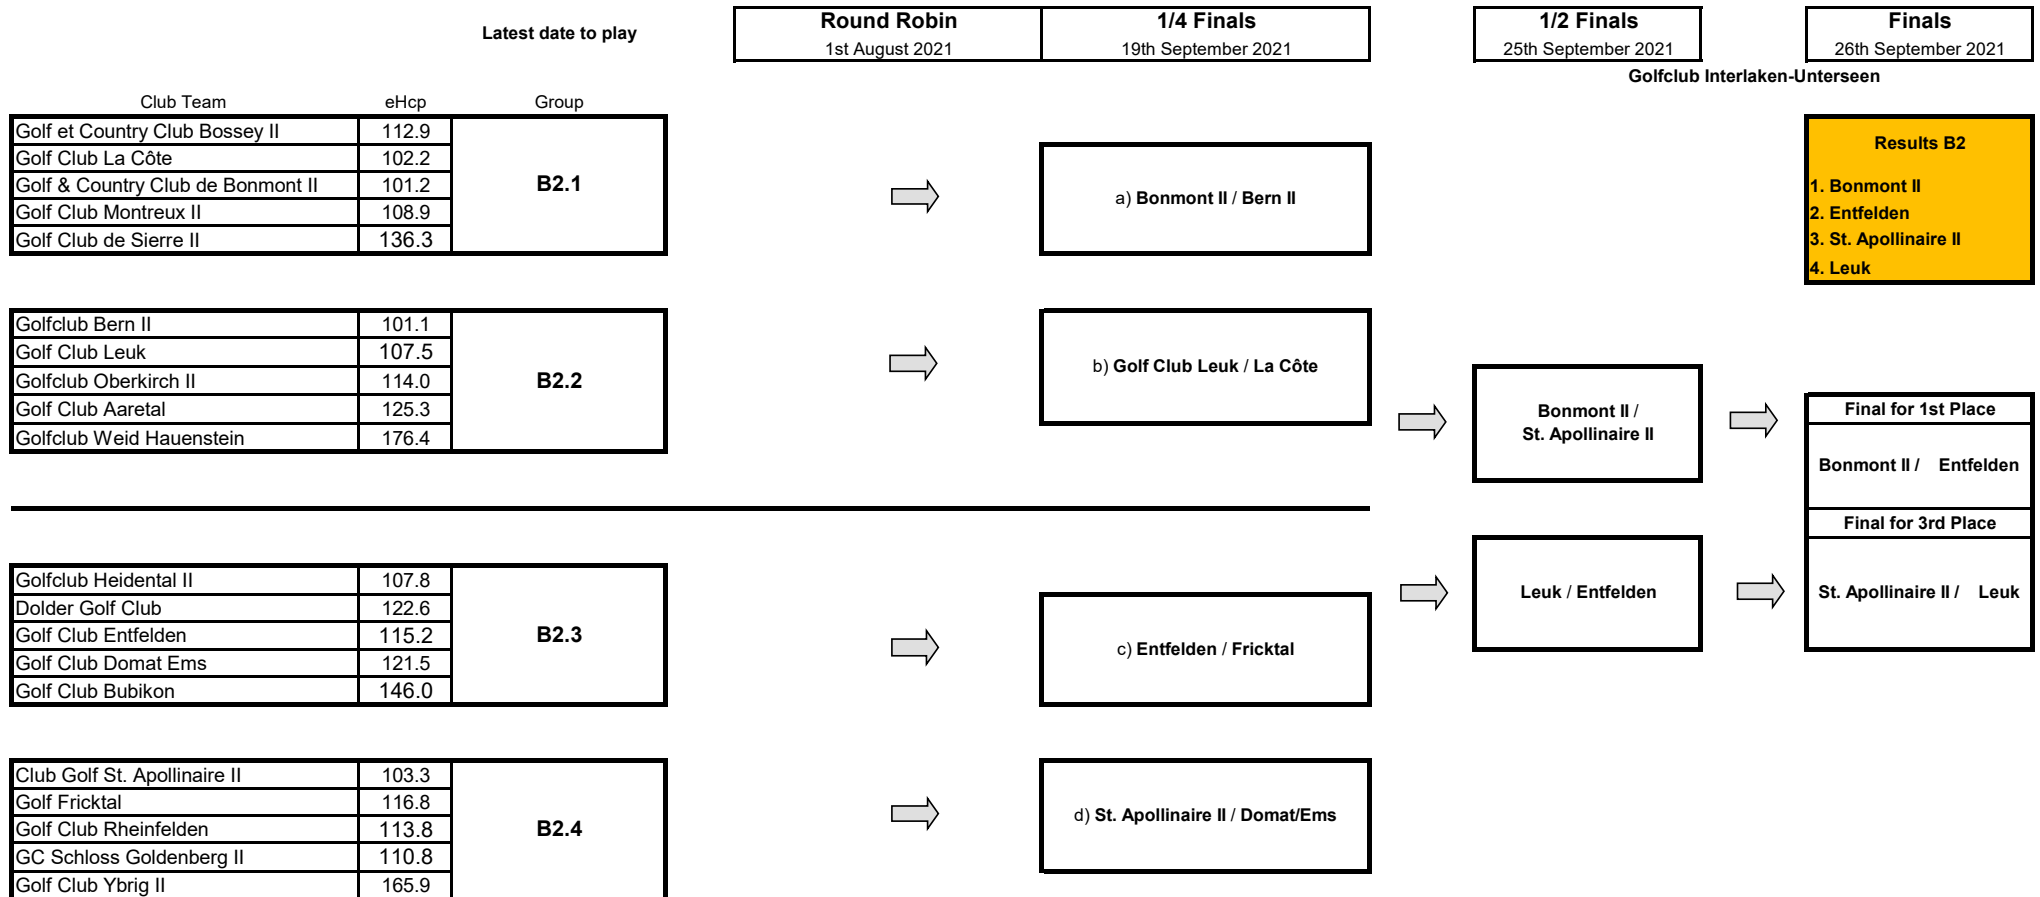 Latest date to play
Round Robin
1st August 2021
1/4 Finals
19th September 2021
1/2 Finals
25th September 2021
Finals
26th September 2021
Golfclub Interlaken-Unterseen
Club Team eHcp Group
Golf et Country Club Bossey II 112.9
Golf Club La Côte 102.2
Golf & Country Club de Bonmont II 101.2
Golf Club Montreux II 108.9
Golf Club de Sierre II 136.3
B2.1
a) Bonmont II / Bern II
Results B2
1. Bonmont II
2. Entfelden
3. St. Apollinaire II
4. Leuk
Golfclub Bern II 101.1
Golf Club Leuk 107.5
Golfclub Oberkirch II 114.0
Golf Club Aaretal 125.3
Golfclub Weid Hauenstein 176.4
B2.2
b) Golf Club Leuk / La Côte
Bonmont II /
St. Apollinaire II
Final for 1st Place
Bonmont II / Entfelden
Final for 3rd Place
St. Apollinaire II / Leuk
Leuk / Entfelden
Golfclub Heidental II 107.8
Dolder Golf Club 122.6
Golf Club Entfelden 115.2
Golf Club Domat Ems 121.5
Golf Club Bubikon 146.0
B2.3
c) Entfelden / Fricktal
Club Golf St. Apollinaire II 103.3
Golf Fricktal 116.8
Golf Club Rheinfelden 113.8
GC Schloss Goldenberg II 110.8
Golf Club Ybrig II 165.9
B2.4
d) St. Apollinaire II / Domat/Ems